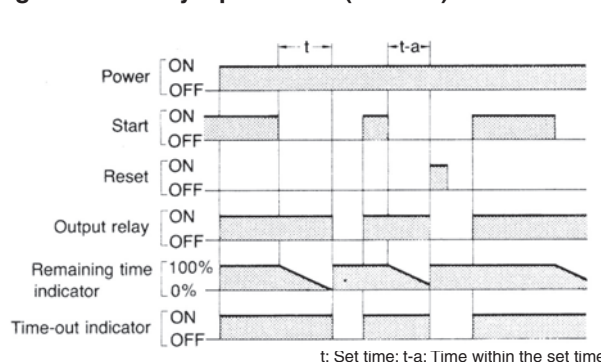 t t-a
Power ON
OFF
Start ON
OFF
Reset ON
OFF
Output relay ON
OFF
Remaining time 100%
indicator 0%
Time-out indicator ON
OFF
t: Set time; t-a: Time within the set time